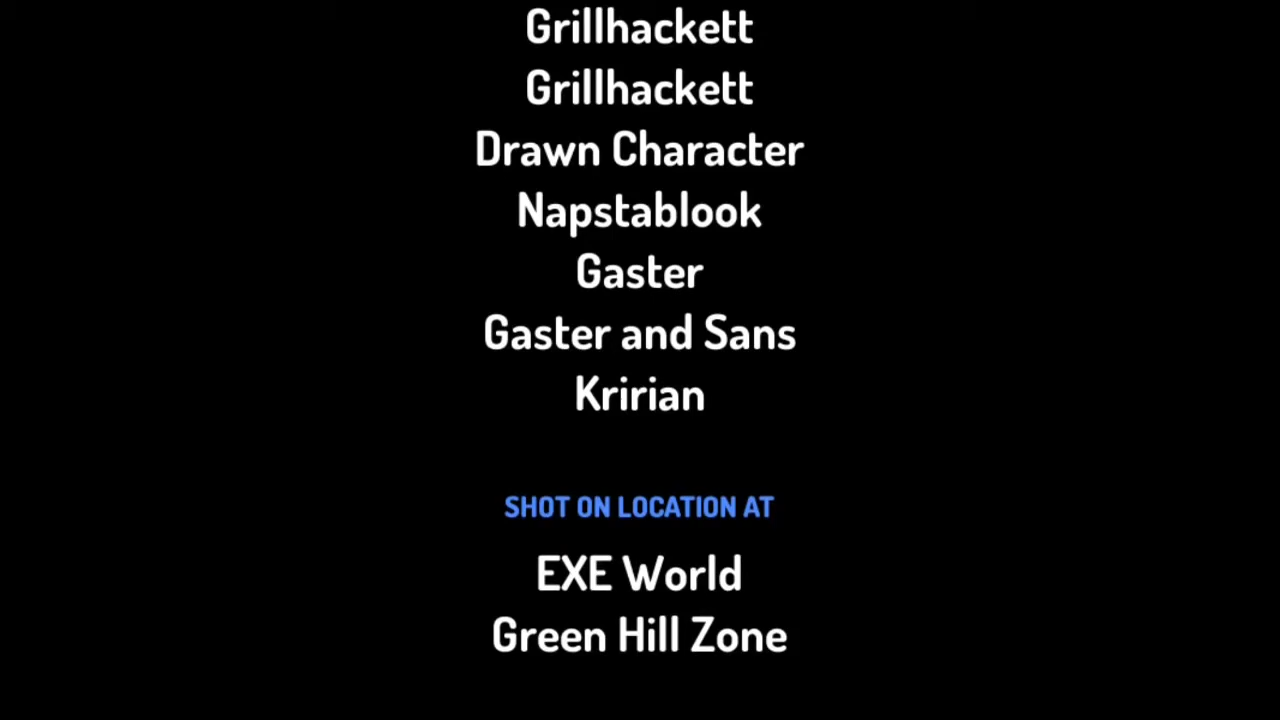 Grillhackett
Grillhackett
Drawn Character
Napstablook
Gaster
Gaster and Sans
Kririan
SHOT ON LOCATION AT
EXE World
Green Hill Zone